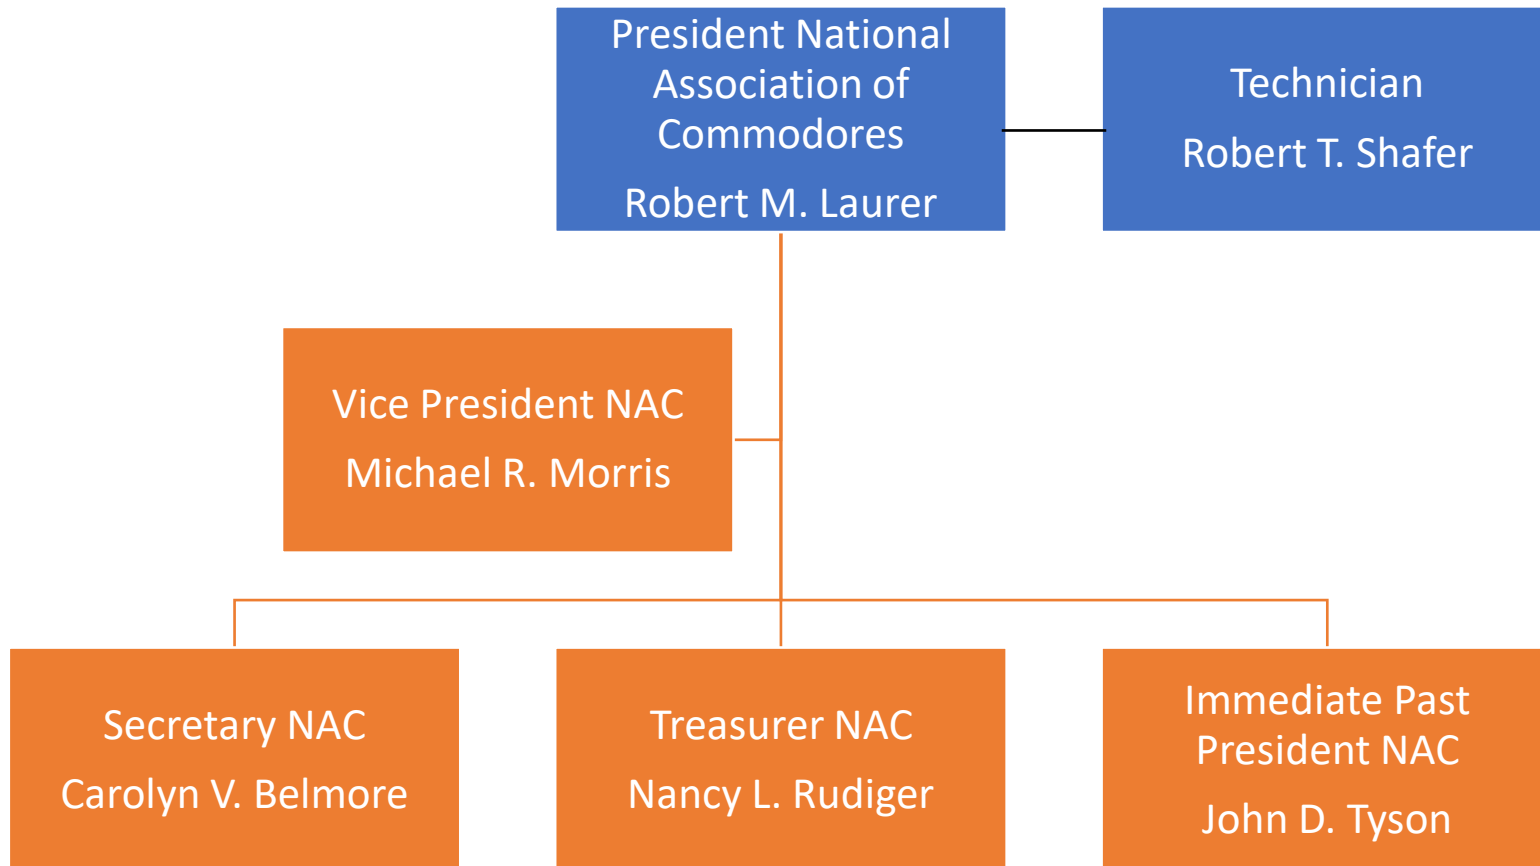 President National
Association of
Commodores
Robert M. Laurer
Technician
Robert T. Shafer
Vice President NAC
Michael R. Morris
Secretary NAC
Carolyn V. Belmore
Treasurer NAC
Nancy L. Rudiger
Immediate Past
President NAC
John D. Tyson